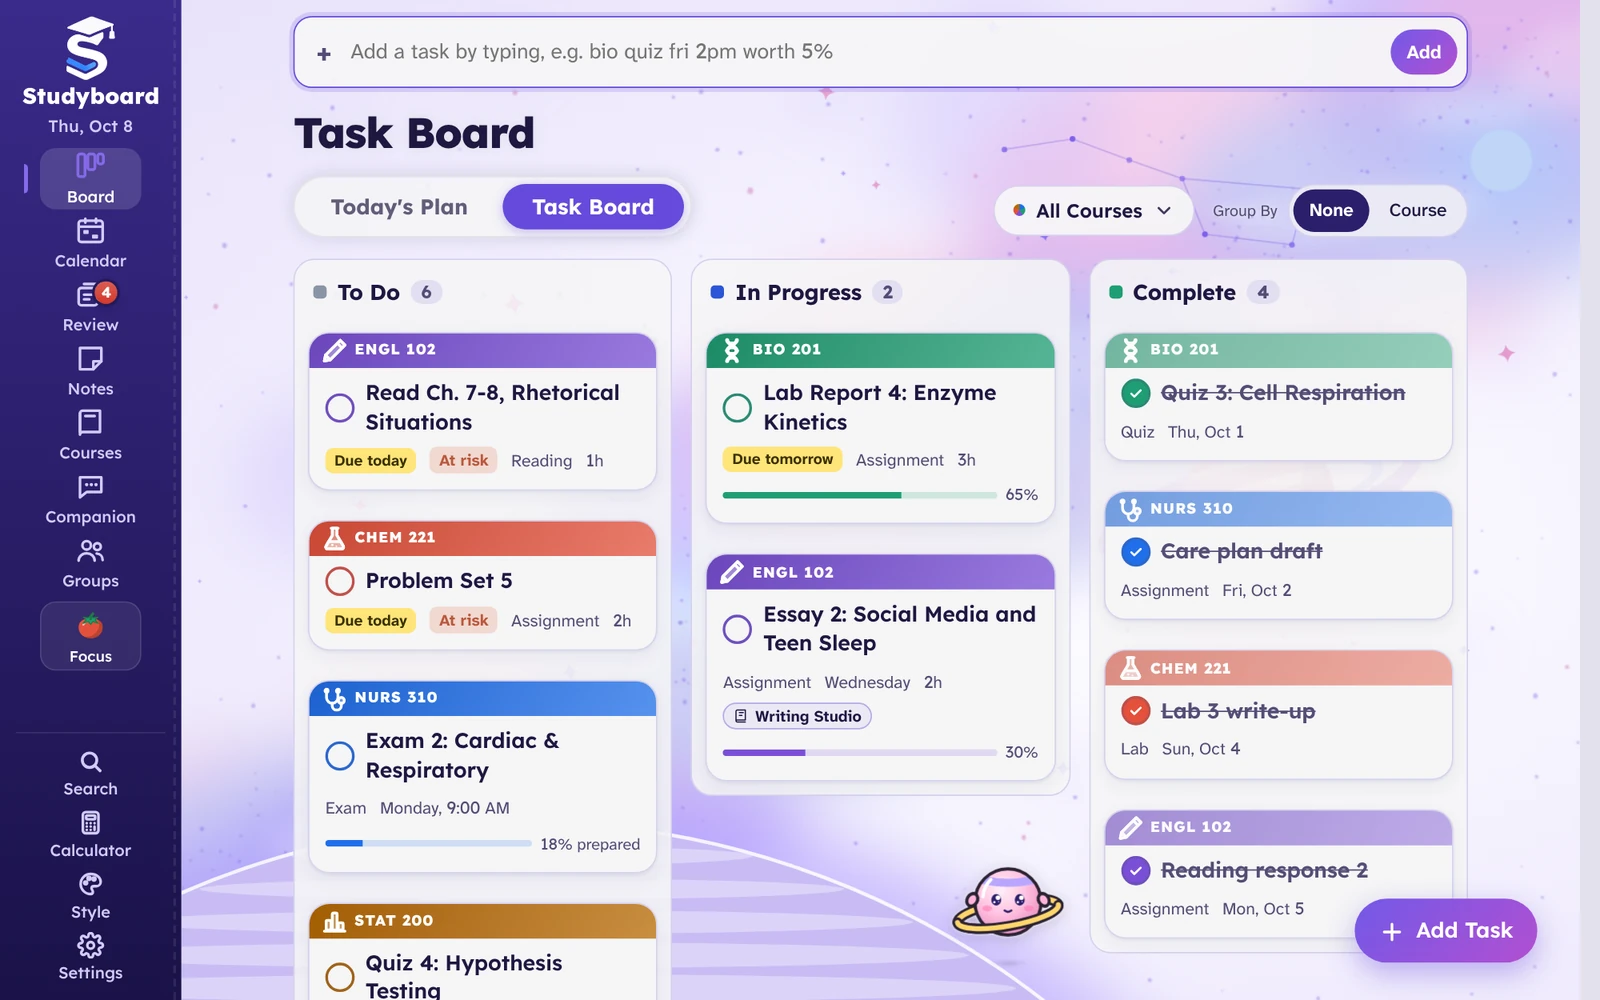 Studyboard
Thu, Oct 8
Board
Calendar
4
Review
Notes
Courses
Companion
Groups
Focus
Search
Calculator
Style
Settings
+ Add a task by typing, e.g. bio quiz fri 2pm worth 5%
Add
Task Board
Today's Plan
Task Board
All Courses
Group By
None
Course
To Do 6
ENGL 102
Read Ch. 7-8, Rhetorical
Situations
Due today At risk Reading 1h
CHEM 221
Problem Set 5
Due today At risk Assignment 2h
NURS 310
Exam 2: Cardiac &
Respiratory
Exam Monday, 9:00 AM
18% prepared
STAT 200
Quiz 4: Hypothesis
Testing
In Progress 2
BIO 201
Lab Report 4: Enzyme
Kinetics
Due tomorrow Assignment 3h
65%
ENGL 102
Essay 2: Social Media and
Teen Sleep
Assignment Wednesday 2h
Writing Studio
30%
Complete 4
BIO 201
Quiz 3: Cell Respiration
Quiz Thu, Oct 1
NURS 310
Care plan draft
Assignment Fri, Oct 2
CHEM 221
Lab 3 write-up
Lab Sun, Oct 4
ENGL 102
Reading response 2
Assignment Mon, Oct 5
+ Add Task